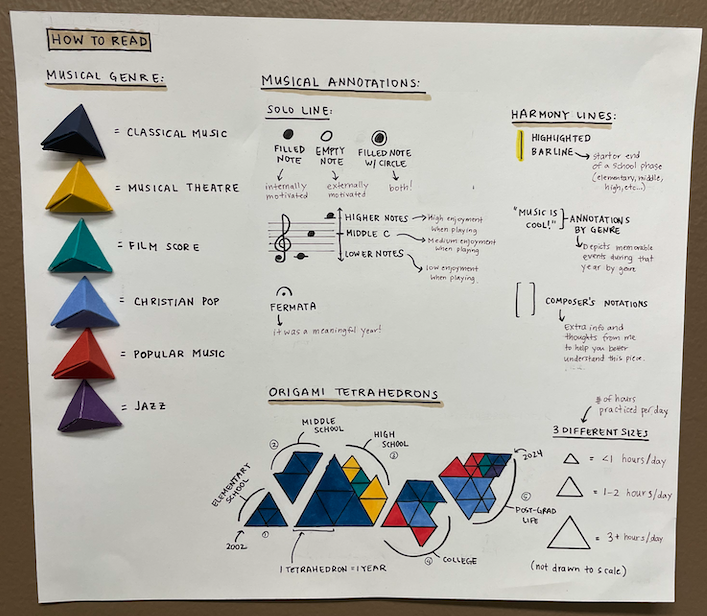 HOW TO READ
MUSICAL GENRE:
= CLASSICAL MUSIC
= MUSICAL THEATRE
= FILM SCORE
= CHRISTIAN POP
= POPULAR MUSIC
= JAZZ
MUSICAL ANNOTATIONS:
SOLO LINE:
FILLED NOTE
internally motivated
EMPTY NOTE
externally motivated
FILLED NOTE W/ CIRCLE
both!
HIGHER NOTES
High enjoyment when playing
MIDDLE C
Medium enjoyment when playing
LOWER NOTES
low enjoyment when playing.
FERMATA
it was a meaningful year!
HARMONY LINES:
HIGHLIGHTED BARLINE
start or end of a school phase (elementary, middle, high, etc...)
"MUSIC IS COOL!"
ANNOTATIONS BY GENRE
Depicts memorable events during that year by genre
[ ] COMPOSER'S NOTATIONS
Extra info and thoughts from me to help you better understand this piece.
ORIGAMI TETRAHEDRONS
ELEMENTARY SCHOOL
①
2002
MIDDLE SCHOOL
②
HIGH SCHOOL
③
1 TETRAHEDRON = 1 YEAR
COLLEGE
④
POST-GRAD LIFE
⑤
2024
# of hours practiced per day
3 DIFFERENT SIZES
= <1 hours/day
= 1-2 hours/day
= 3+ hours/day
(not drawn to scale)